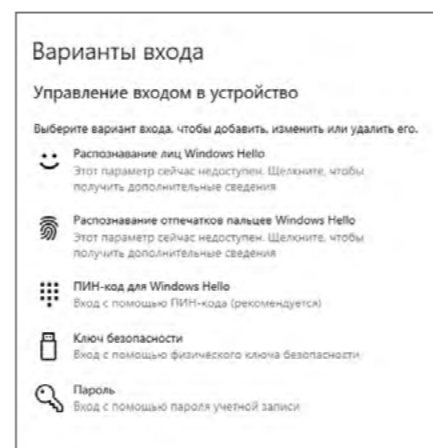 Варианты входа
Управление входом в устройство
Выберите вариант входа, чтобы добавить, изменить или удалить его.
Распознавание лиц Windows Hello
Этот параметр сейчас недоступен. Щелкните, чтобы
получить дополнительные сведения
Распознавание отпечатков пальцев Windows Hello
Этот параметр сейчас недоступен. Щелкните, чтобы
получить дополнительные сведения
ПИН-код для Windows Hello
Вход с помощью ПИН-кода (рекомендуется)
Ключ безопасности
Вход с помощью физического ключа безопасности
Пароль
Вход с помощью пароля учетной записи